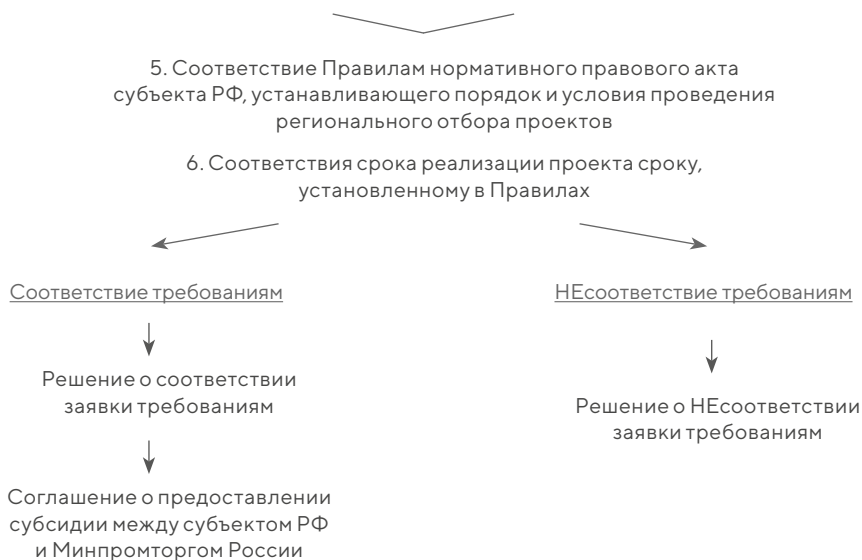 5. Соответствие Правилам нормативного правового акта
субъекта РФ, устанавливающего порядок и условия проведения
регионального отбора проектов
6. Соответствия срока реализации проекта сроку,
установленному в Правилах
Соответствие требованиям
НЕсоответствие требованиям
Решение о соответствии
заявки требованиям
Решение о НЕсоответствии
заявки требованиям
Соглашение о предоставлении
субсидии между субъектом РФ
и Минпромторгом России